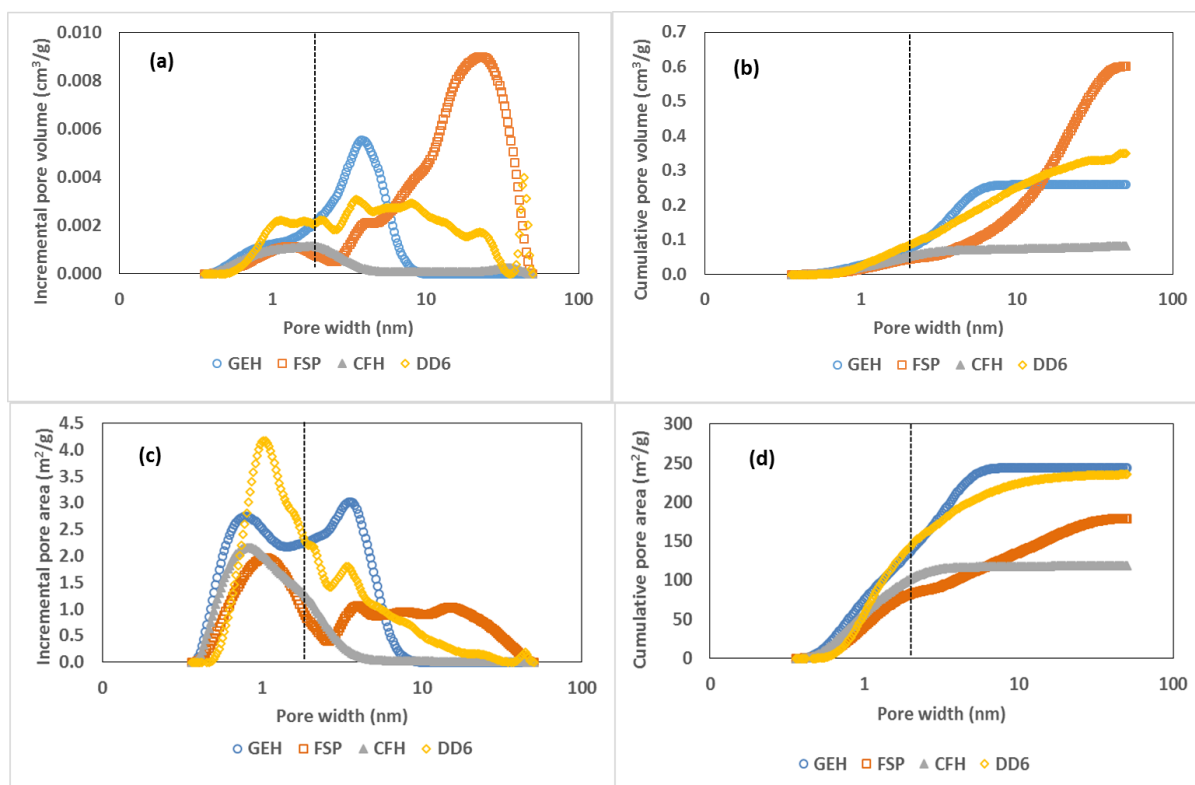 (a)
Incremental pore volume (cm³/g)
0.010
0.008
0.006
0.004
0.002
0.000
0 1 10 100
Pore width (nm)
GEH FSP CFH DD6
(b)
Cumulative pore volume (cm³/g)
0.7
0.6
0.5
0.4
0.3
0.2
0.1
0.0
0 1 10 100
Pore width (nm)
GEH FSP CFH DD6
(c)
Incremental pore area (m²/g)
4.5
4.0
3.5
3.0
2.5
2.0
1.5
1.0
0.5
0.0
0 1 10 100
Pore width (nm)
GEH FSP CFH DD6
(d)
Cumulative pore area (m²/g)
300
250
200
150
100
50
0
0 1 10 100
Pore width (nm)
GEH FSP CFH DD6